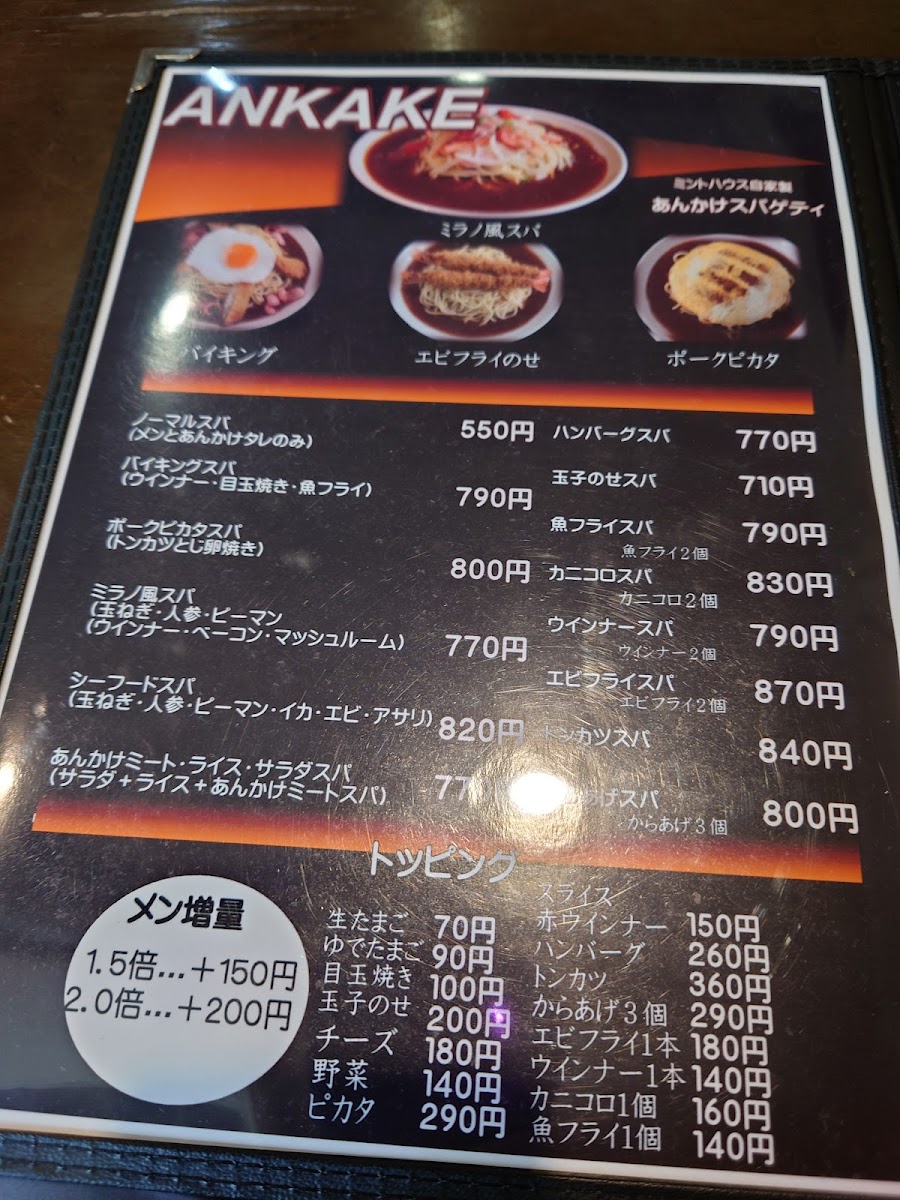 ANKAKE
ミントハウス自家製
あんかけスパゲティ
ミラノ風スパ
バイキング
エビフライのせ
ポークピカタ
ノーマルスパ 550円
(メンとあんかけタレのみ)
バイキングスパ
(ウインナー・目玉焼き・魚フライ) 790円
ポークピカタスパ
(トンカツとじ卵焼き)
800円
ミラノ風スパ
(玉ねぎ・人参・ピーマン
(ウインナー・ベーコン・マッシュルーム) 770円
シーフードスパ
(玉ねぎ・人参・ピーマン・イカ・エビ・アサリ) 820円
あんかけミート・ライス・サラダスパ
(サラダ+ライス+あんかけミートスパ)
ハンバーグスパ 770円
玉子のせスパ 710円
魚フライスパ 790円
魚フライ2個
カニコロスパ 830円
カニコロ2個
ウインナースパ 790円
ウインナー2個
エビフライスパ 870円
エビフライ2個
トンカツスパ 840円
げスパ 800円
からあげ3個
トッピング
メン増量
1.5倍...+150円
2.0倍...+200円
生たまご 70円
ゆでたまご 90円
目玉焼き 100円
玉子のせ 200円
チーズ 180円
野菜 140円
ピカタ 290円
スライス
赤ウインナー 150円
ハンバーグ 260円
トンカツ 360円
からあげ3個 290円
エビフライ1本 180円
ウインナー1本 140円
カニコロ1個 160円
魚フライ1個 140円